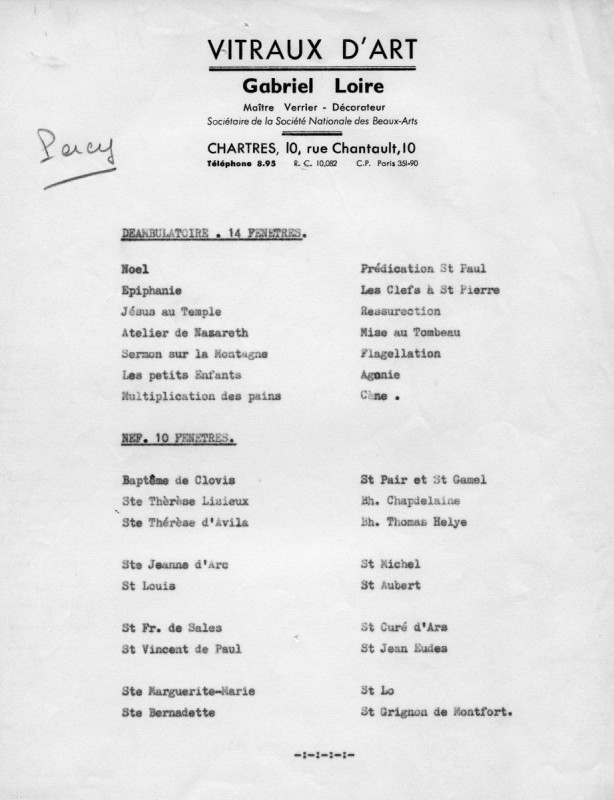 VITRAUX D'ART
Gabriel Loire
Maître Verrier - Décorateur
Sociétaire de la Société Nationale des Beaux-Arts
CHARTRES, 10, rue Chantault, 10
Téléphone 8.95 R. C. 10,082 C.P. Paris 351-90
Percy
DEAMBULATOIRE . 14 FENETRES.
Noel Prédication St Paul
Epiphanie Les Clefs à St Pierre
Jésus au Temple Ressurection
Atelier de Nazareth Mise au Tombeau
Sermon sur la Montagne Flagellation
Les petits Enfants Agonie
Multiplication des pains Cène .
NEF. 10 FENETRES.
Baptême de Clovis St Pair et St Gamel
Ste Thèrèse Lisieux Bh. Chapdelaine
Ste Thérèse d'Avila Bh. Thomas Helye
Ste Jeanne d'Arc St Michel
St Louis St Aubert
St Fr. de Sales St Curé d'Ars
St Vincent de Paul St Jean Eudes
Ste Marguerite-Marie St Lo
Ste Bernadette St Grignon de Montfort.
-:-:-:-:-